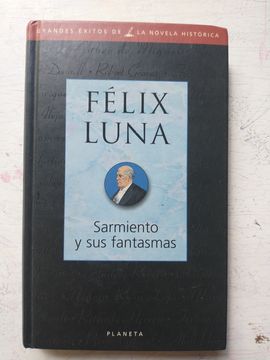 GRANDES ÉXITOS DE LA NOVELA HISTÓRICA
FÉLIX
LUNA
Sarmiento
y sus fantasmas
PLANETA